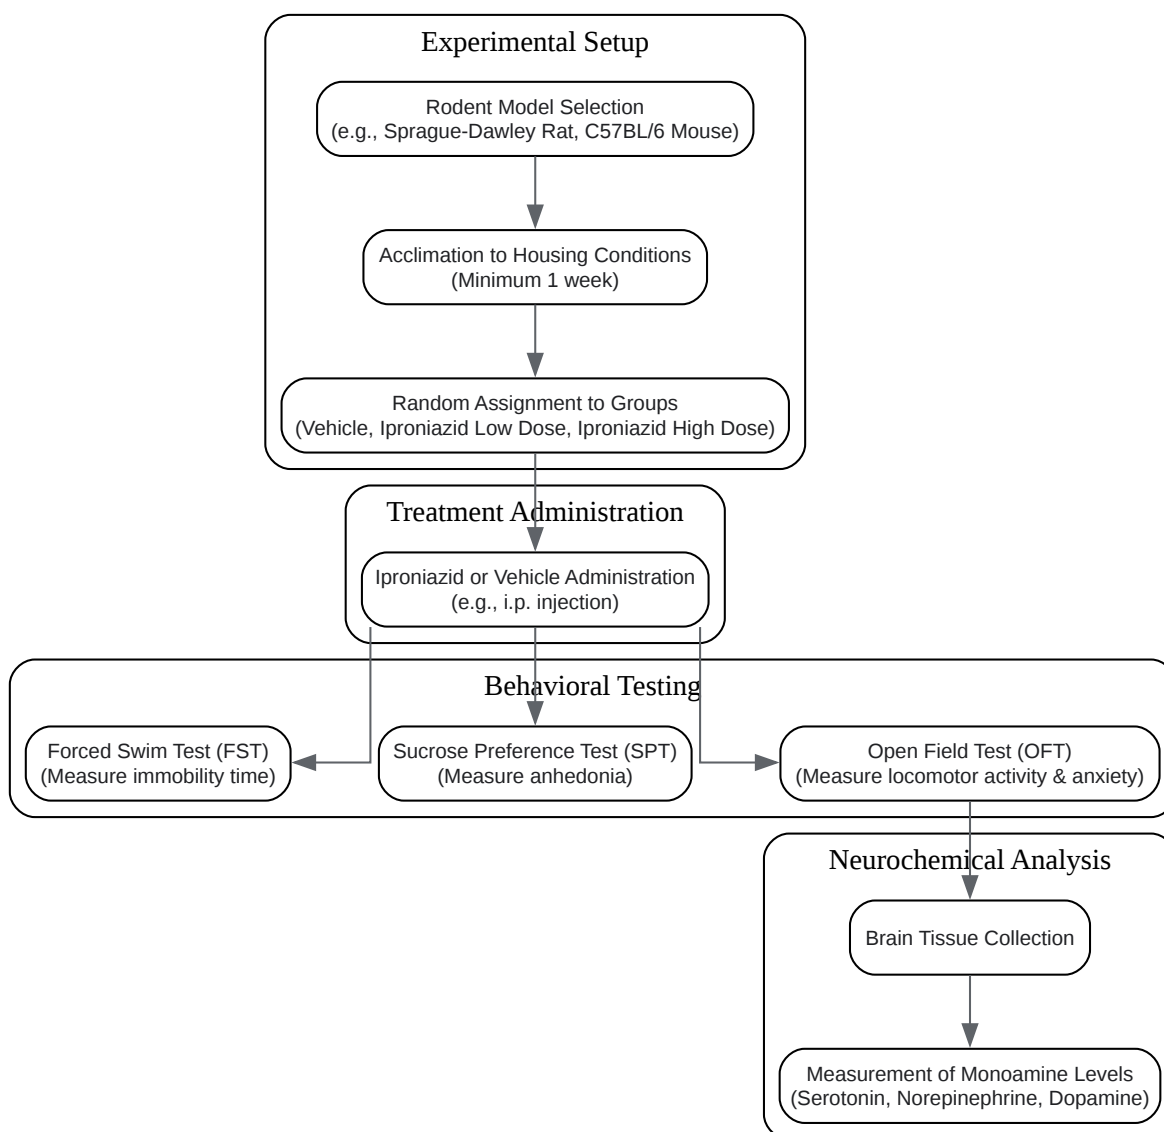 Experimental Setup
Rodent Model Selection
(e.g., Sprague-Dawley Rat, C57BL/6 Mouse)
Acclimation to Housing Conditions
(Minimum 1 week)
Random Assignment to Groups
(Vehicle, Iproniazid Low Dose, Iproniazid High Dose)
Treatment Administration
Iproniazid or Vehicle Administration
(e.g., i.p. injection)
Behavioral Testing
Forced Swim Test (FST)
(Measure immobility time)
Sucrose Preference Test (SPT)
(Measure anhedonia)
Open Field Test (OFT)
(Measure locomotor activity & anxiety)
Neurochemical Analysis
Brain Tissue Collection
Measurement of Monoamine Levels
(Serotonin, Norepinephrine, Dopamine)